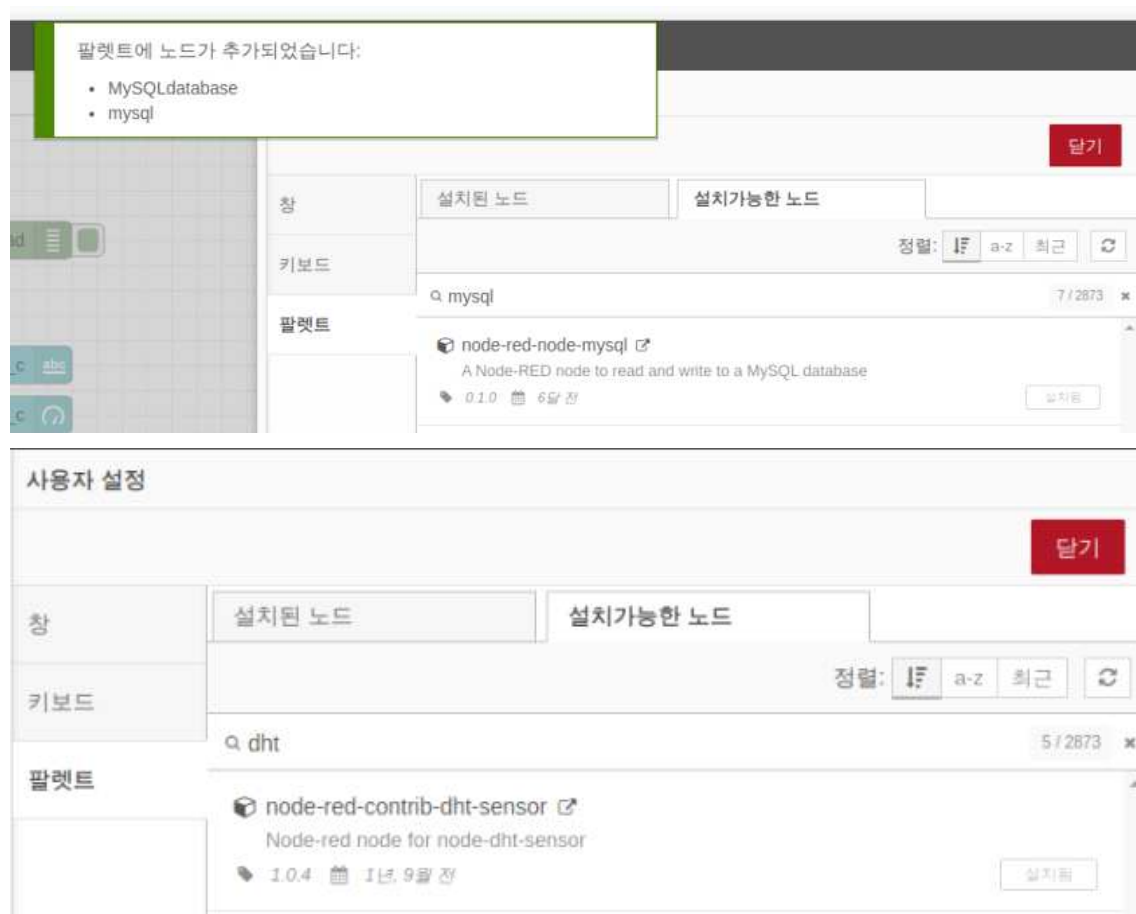 팔렛트에 노드가 추가되었습니다:
• MySQLdatabase
• mysql
닫기
창
설치된 노드
설치가능한 노드
정렬: a-z 최근
키보드
mysql
7 / 2873
팔렛트
node-red-node-mysql
A Node-RED node to read and write to a MySQL database
0.1.0 6달 전
설치됨
abc
사용자 설정
닫기
창
설치된 노드
설치가능한 노드
정렬: a-z 최근
키보드
dht
5 / 2873
팔렛트
node-red-contrib-dht-sensor
Node-red node for node-dht-sensor
1.0.4 1년, 9월 전
설치됨